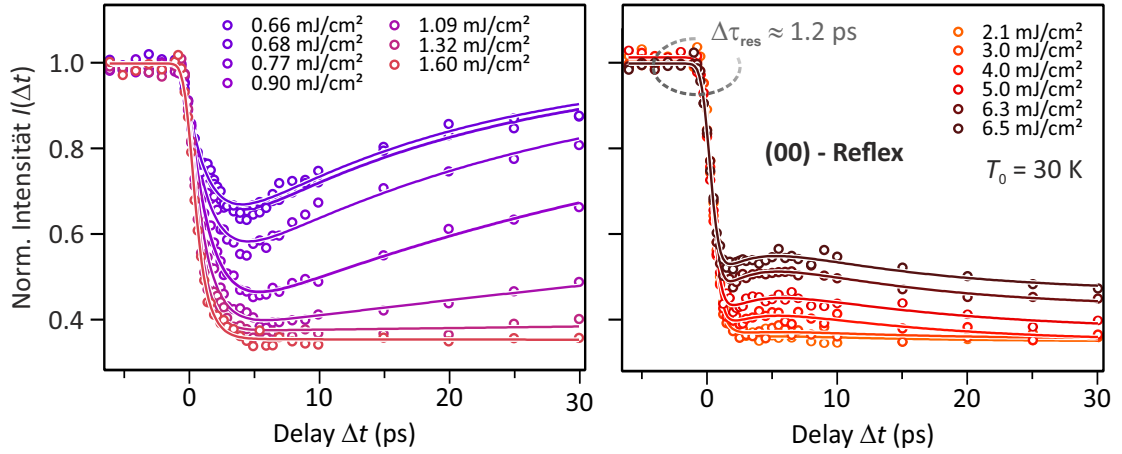 Norm. Intensität I(Δt)
1.0
0.8
0.6
0.4
0.66 mJ/cm²
0.68 mJ/cm²
0.77 mJ/cm²
0.90 mJ/cm²
1.09 mJ/cm²
1.32 mJ/cm²
1.60 mJ/cm²
0 10 20 30
Delay Δt (ps)
Δτres ≈ 1.2 ps
2.1 mJ/cm²
3.0 mJ/cm²
4.0 mJ/cm²
5.0 mJ/cm²
6.3 mJ/cm²
6.5 mJ/cm²
(00) - Reflex
T0 = 30 K
0 10 20 30
Delay Δt (ps)